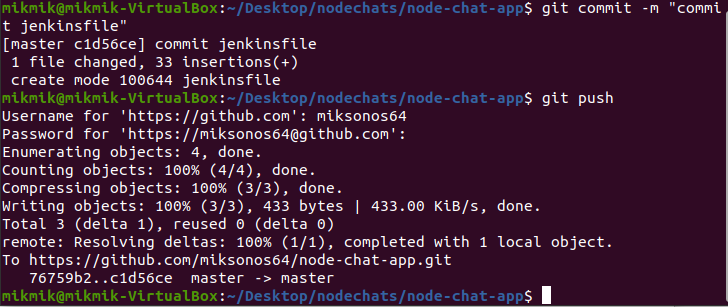 mikmik@mikmik-VirtualBox:~/Desktop/nodechats/node-chat-app$ git commit -m "commi
t jenkinsfile"
[master c1d56ce] commit jenkinsfile
 1 file changed, 33 insertions(+)
 create mode 100644 jenkinsfile
mikmik@mikmik-VirtualBox:~/Desktop/nodechats/node-chat-app$ git push
Username for 'https://github.com': miksonos64
Password for 'https://miksonos64@github.com':
Enumerating objects: 4, done.
Counting objects: 100% (4/4), done.
Compressing objects: 100% (3/3), done.
Writing objects: 100% (3/3), 433 bytes | 433.00 KiB/s, done.
Total 3 (delta 1), reused 0 (delta 0)
remote: Resolving deltas: 100% (1/1), completed with 1 local object.
To https://github.com/miksonos64/node-chat-app.git
   76759b2..c1d56ce  master -> master
mikmik@mikmik-VirtualBox:~/Desktop/nodechats/node-chat-app$